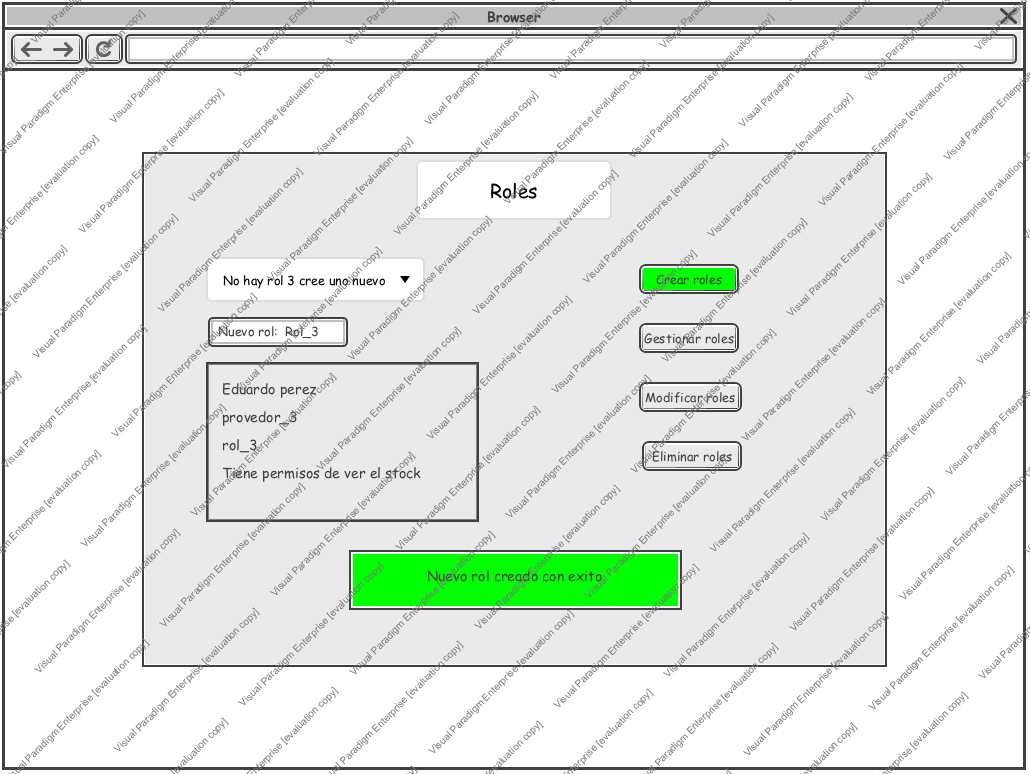 Browser
Roles
No hay rol 3 cree uno nuevo
Crear roles
Nuevo rol: Rol_3
Gestionar roles
Eduardo perez
provedor_3
rol_3
Tiene permisos de ver el stock
Modificar roles
Eliminar roles
Nuevo rol creado con exito
Visual Paradigm Enterprise [evaluation copy]